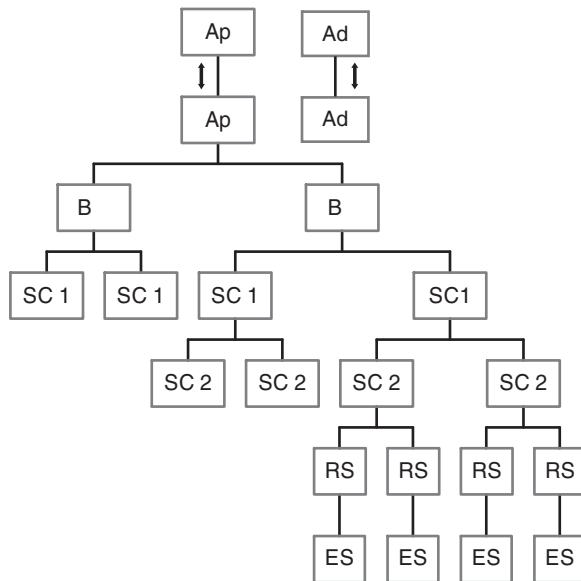 Ap Ad
Ap Ad
B B
SC 1 SC 1 SC 1 SC1
SC 2 SC 2 SC 2 SC 2
RS RS RS RS
ES ES ES ES